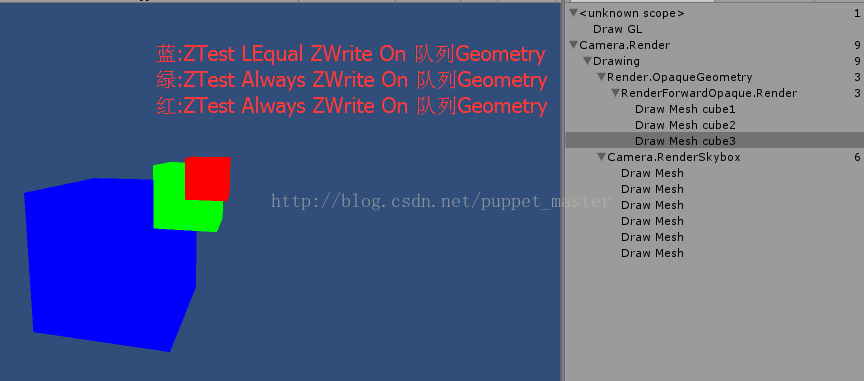 蓝:ZTest LEqual ZWrite On 队列Geometry
绿:ZTest Always ZWrite On 队列Geometry
红:ZTest Always ZWrite On 队列Geometry
http://blog.csdn.net/puppet_master
<unknown scope> 1
Draw GL
Camera.Render 9
Drawing 9
Render.OpaqueGeometry 3
RenderForwardOpaque.Render 3
Draw Mesh cube1
Draw Mesh cube2
Draw Mesh cube3
Camera.RenderSkybox 6
Draw Mesh
Draw Mesh
Draw Mesh
Draw Mesh
Draw Mesh
Draw Mesh